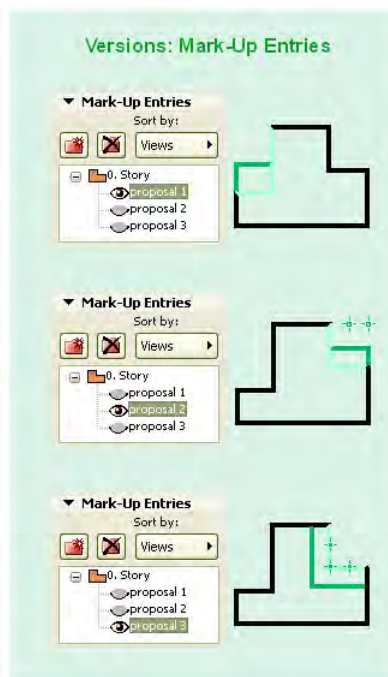 Versions: Mark-Up Entries
Mark-Up Entries
Sort by:
Views
0. Story
proposal 1
proposal 2
proposal 3
Mark-Up Entries
Sort by:
Views
0. Story
proposal 1
proposal 2
proposal 3
Mark-Up Entries
Sort by:
Views
0. Story
proposal 1
proposal 2
proposal 3